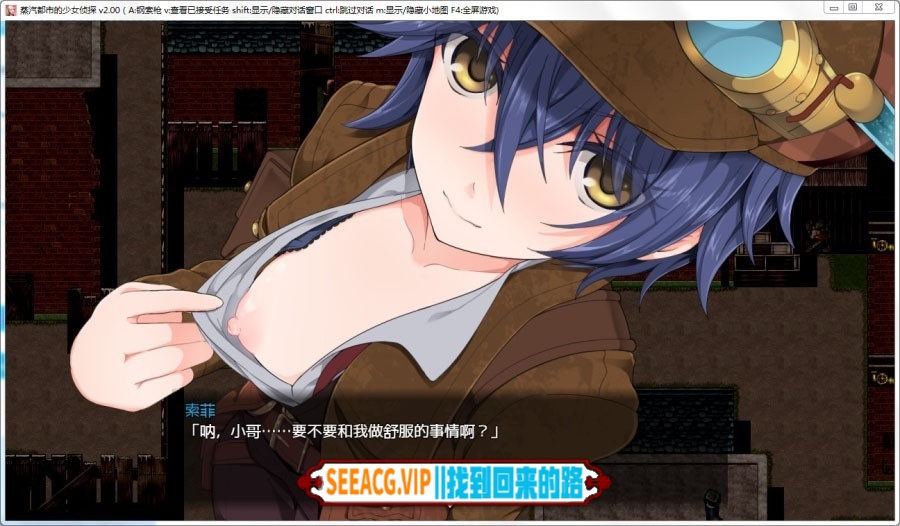 蒸汽都市的少女侦探 v2.00 ( A:钢索枪 v:查看已接受任务 shift:显示/隐藏对话窗口 ctrl:跳过对话 m:显示/隐藏小地图 F4:全屏游戏)
索菲
「呐，小哥……要不要和我做舒服的事情啊？」
SEEACG.VIP||找到回来的路